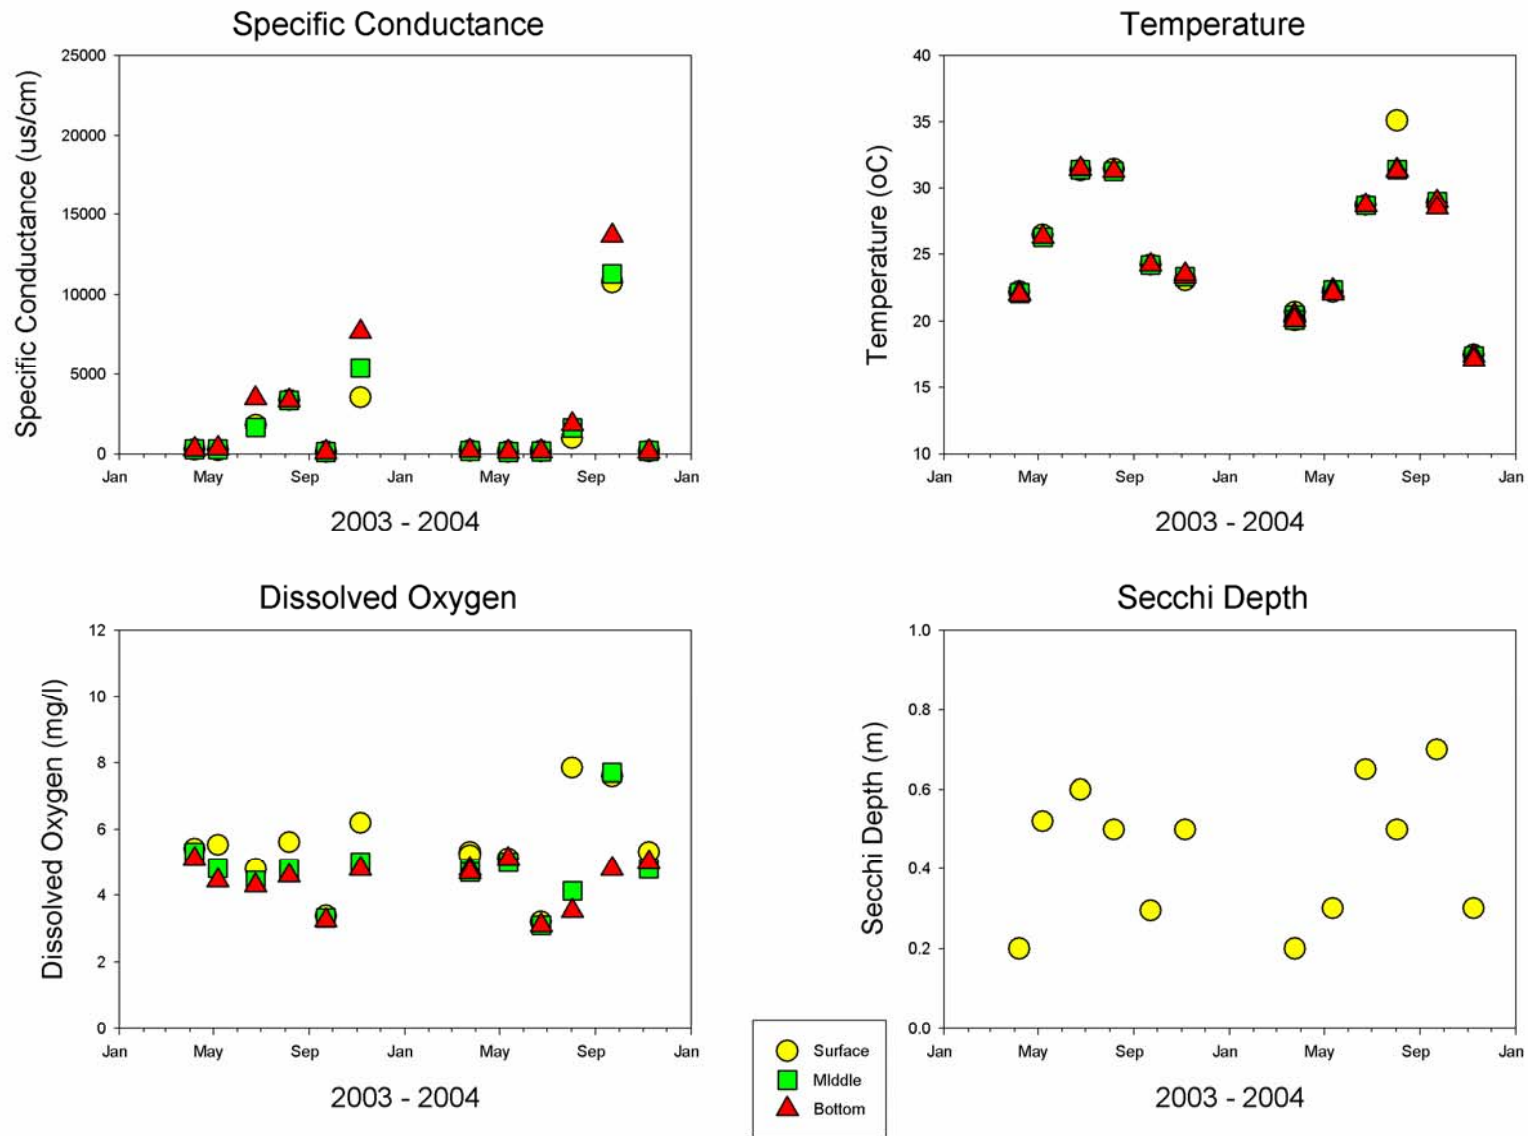 Specific Conductance
Specific Conductance (us/cm)
25000
20000
15000
10000
5000
0
Jan May Sep Jan May Sep Jan
2003 - 2004
Temperature
Temperature (oC)
40
35
30
25
20
15
10
Jan May Sep Jan May Sep Jan
2003 - 2004
Dissolved Oxygen
Dissolved Oxygen (mg/l)
12
10
8
6
4
2
0
Jan May Sep Jan May Sep Jan
2003 - 2004
Secchi Depth
Secchi Depth (m)
1.0
0.8
0.6
0.4
0.2
0.0
Jan May Sep Jan May Sep Jan
2003 - 2004
Surface
MIddle
Bottom